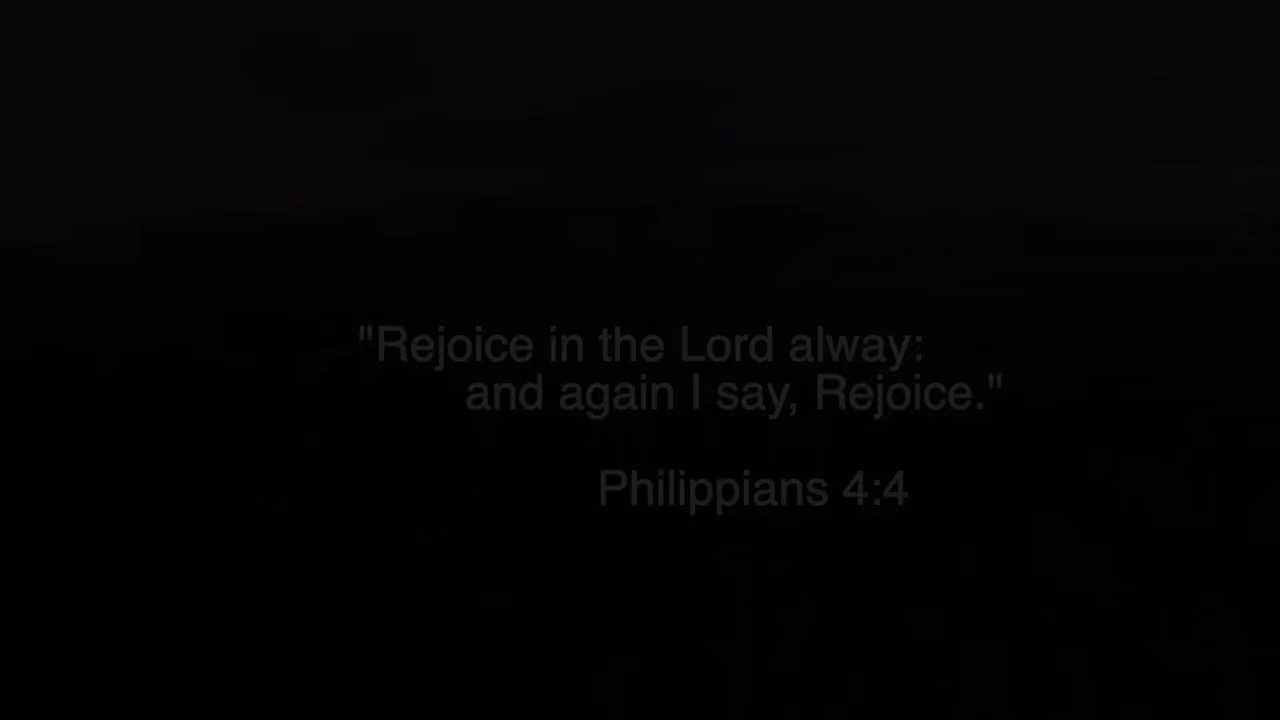 "Rejoice in the Lord alway:
and again I say, Rejoice."
Philippians 4:4